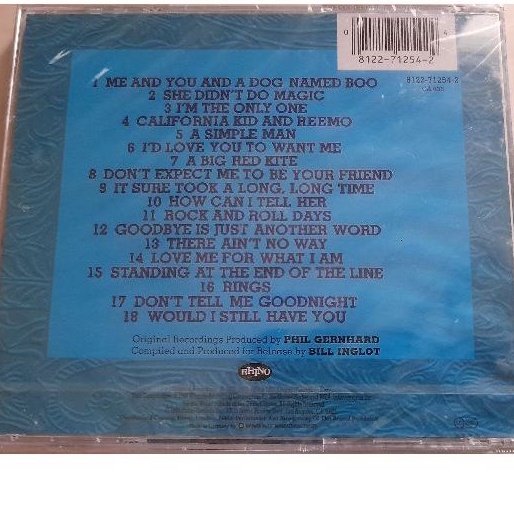 0
4
8122-71254-2
8122-71254-2
1 ME AND YOU AND A DOG NAMED BOO
2 SHE DIDN'T DO MAGIC
3 I'M THE ONLY ONE
4 CALIFORNIA KID AND REEMO
5 A SIMPLE MAN
6 I'D LOVE YOU TO WANT ME
7 A BIG RED KITE
8 DON'T EXPECT ME TO BE YOUR FRIEND
9 IT SURE TOOK A LONG, LONG TIME
10 HOW CAN I TELL HER
11 ROCK AND ROLL DAYS
12 GOODBYE IS JUST ANOTHER WORD
13 THERE AIN'T NO WAY
14 LOVE ME FOR WHAT I AM
15 STANDING AT THE END OF THE LINE
16 RINGS
17 DON'T TELL ME GOODNIGHT
18 WOULD I STILL HAVE YOU
Original Recordings Produced by PHIL GERNHARD
Compiled and Produced for Release by BILL INGLOT
RHINO